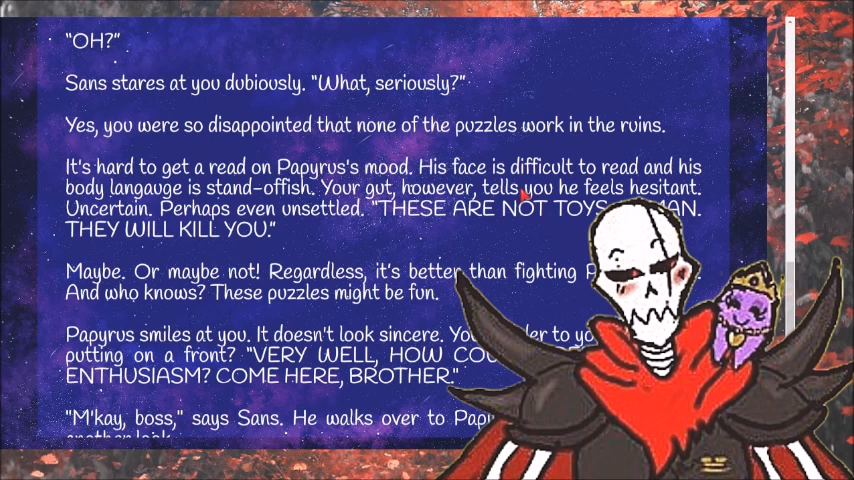 “OH?”
Sans stares at you dubiously. “What, seriously?”
Yes, you were so disappointed that none of the puzzles work in the ruins.
It's hard to get a read on Papyrus's mood. His face is difficult to read and his
body langauge is stand-offish. Your gut, however, tells you he feels hesitant.
Uncertain. Perhaps even unsettled. “THESE ARE NOT TOYS
THEY WILL KILL YOU.”
Maybe. Or maybe not! Regardless, it's better than fighting
And who knows? These puzzles might be fun.
Papyrus smiles at you. It doesn't look sincere.
putting on a front? “VERY WELL, HOW
ENTHUSIASM? COME HERE, BROTHER.”
"M'kay, boss," says Sans. He walks over to
another look